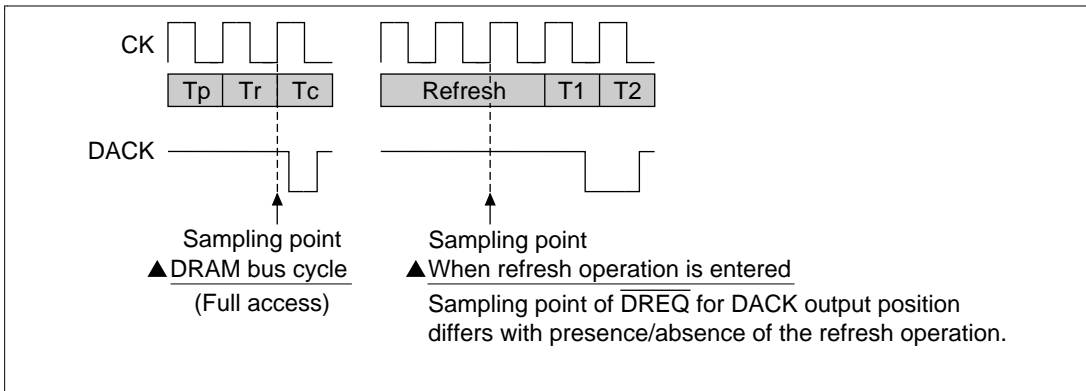 CK
Tp Tr Tc Refresh T1 T2
DACK
Sampling point
▲DRAM bus cycle
(Full access)
Sampling point
▲When refresh operation is entered
Sampling point of D̅R̅E̅Q̅ for DACK output position
differs with presence/absence of the refresh operation.